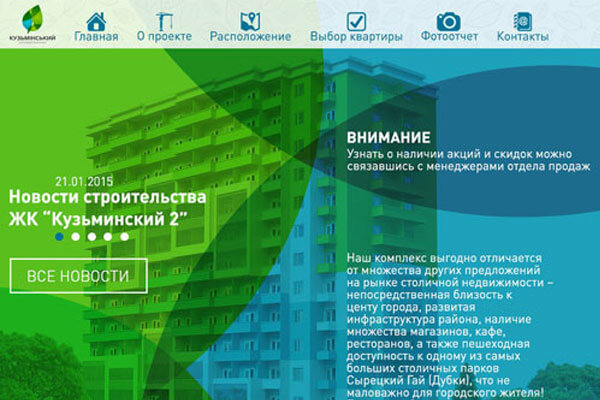 КУЗЬМІНСЬКИЙ
Главная
О проекте
Расположение
Выбор квартиры
Фотоотчет
Контакты
21.01.2015
Новости строительства
ЖК “Кузьминский 2”
ВСЕ НОВОСТИ
ВНИМАНИЕ
Узнать о наличии акций и скидок можно
связавшись с менеджерами отдела продаж
Наш комплекс выгодно отличается
от множества других предложений
на рынке столичной недвижимости –
непосредственная близость к
центу города, развитая
инфраструктура района, наличие
множества магазинов, кафе,
ресторанов, а также пешеходная
доступность к одному из самых
больших столичных парков
Сырецкий Гай (Дубки), что не
маловажно для городского жителя!